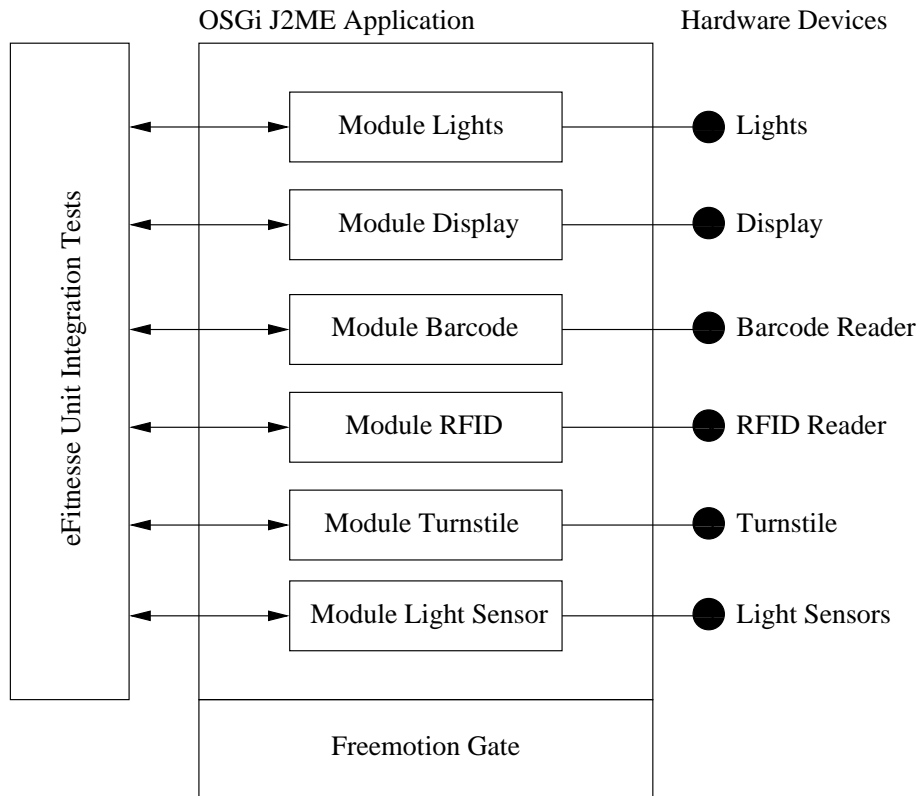 OSGi J2ME Application
Hardware Devices
eFitnesse Unit Integration Tests
Module Lights
Lights
Module Display
Display
Module Barcode
Barcode Reader
Module RFID
RFID Reader
Module Turnstile
Turnstile
Module Light Sensor
Light Sensors
Freemotion Gate